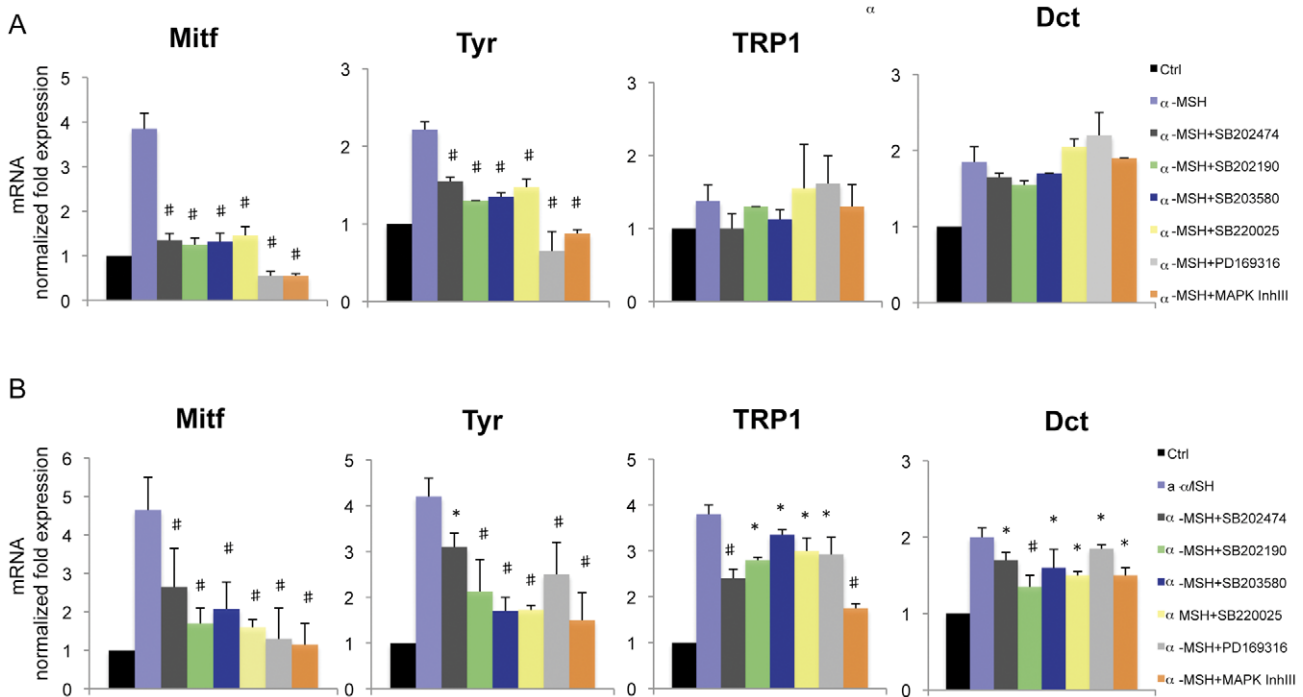 α
A
Mitf
Tyr
TRP1
Dct
mRNA
normalized fold expression
5
4
3
2
1
0
# # # # # #
3
2
1
0
# # # # # #
3
2
1
0
3
2
1
0
Ctrl
α -MSH
α -MSH+SB202474
α -MSH+SB202190
α -MSH+SB203580
α -MSH+SB220025
α -MSH+PD169316
α -MSH+MAPK InhIII
B
Mitf
Tyr
TRP1
Dct
mRNA
normalized fold expression
6
5
4
3
2
1
0
# # # # # #
5
4
3
2
1
0
* # # # # #
5
4
3
2
1
0
# * * * * #
3
2
1
0
* # * * * *
Ctrl
a -α/ISH
α -MSH+SB202474
α -MSH+SB202190
α -MSH+SB203580
α MSH+SB220025
α -MSH+PD169316
α -MSH+MAPK InhIII